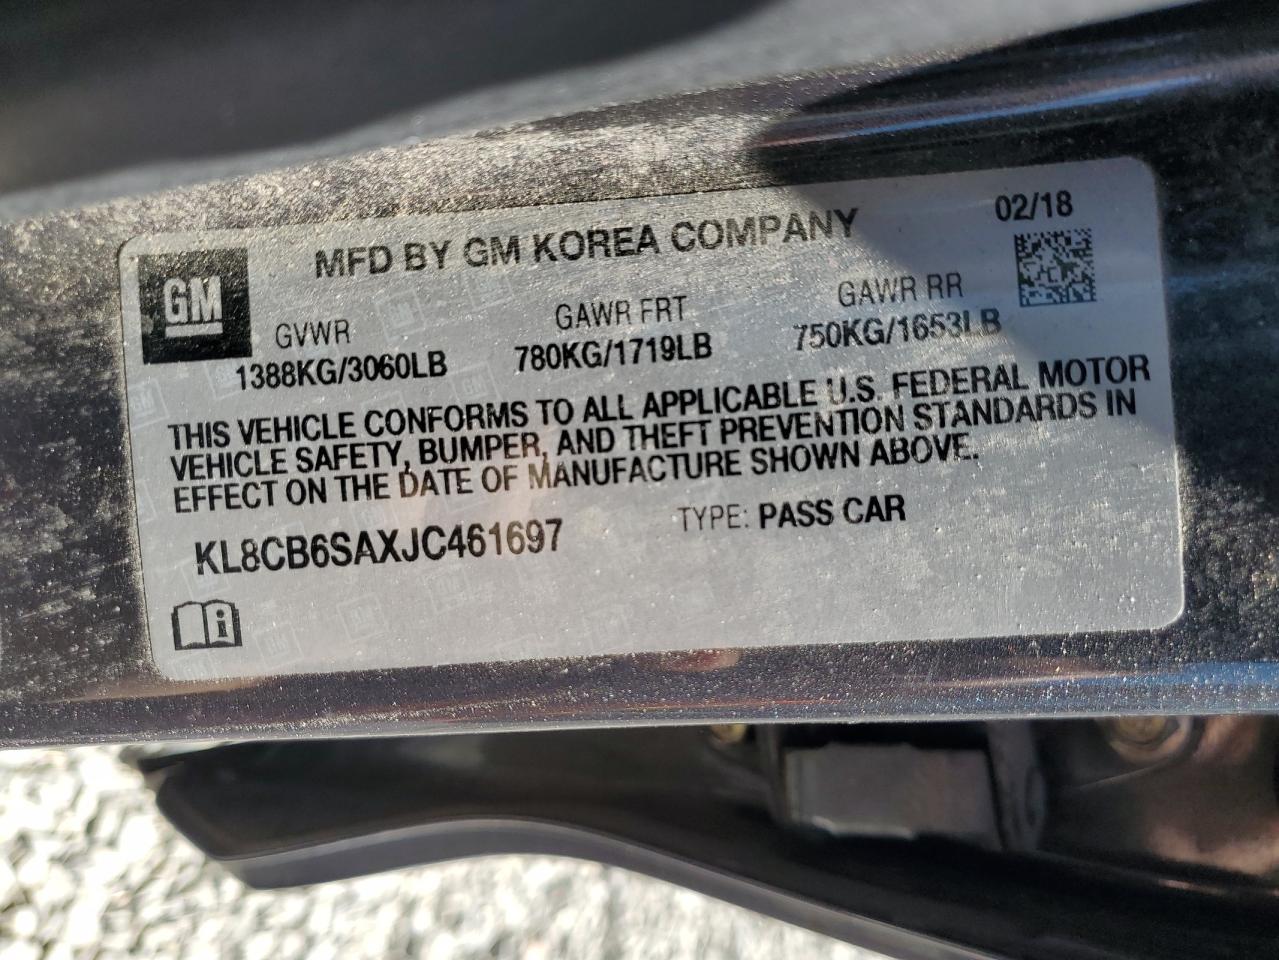 MFD BY GM KOREA COMPANY 02/18
GM
GVWR GAWR FRT GAWR RR
1388KG/3060LB 780KG/1719LB 750KG/1653LB
THIS VEHICLE CONFORMS TO ALL APPLICABLE U.S. FEDERAL MOTOR
VEHICLE SAFETY, BUMPER, AND THEFT PREVENTION STANDARDS IN
EFFECT ON THE DATE OF MANUFACTURE SHOWN ABOVE.
KL8CB6SAXJC461697 TYPE: PASS CAR